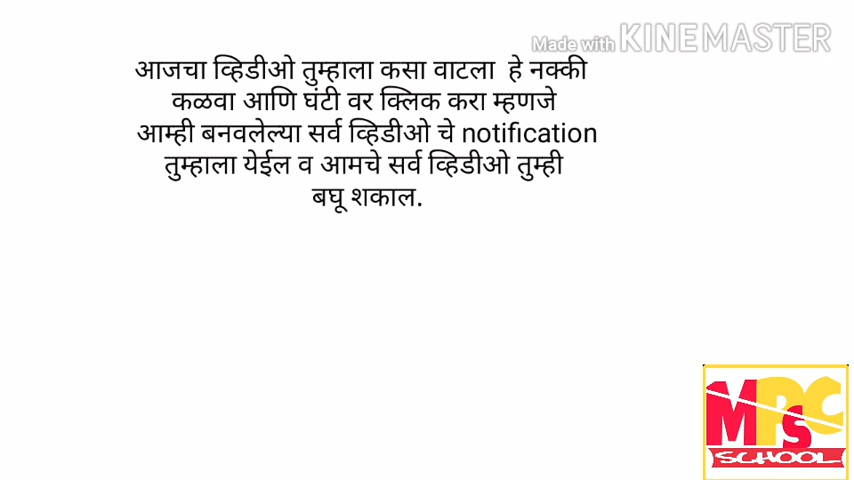 Made with KINEMASTER
आजचा व्हिडीओ तुम्हाला कसा वाटला हे नक्की
कळवा आणि घंटी वर क्लिक करा म्हणजे
आम्ही बनवलेल्या सर्व व्हिडीओ चे notification
तुम्हाला येईल व आमचे सर्व व्हिडीओ तुम्ही
बघू शकाल.
MPSC
SCHOOL